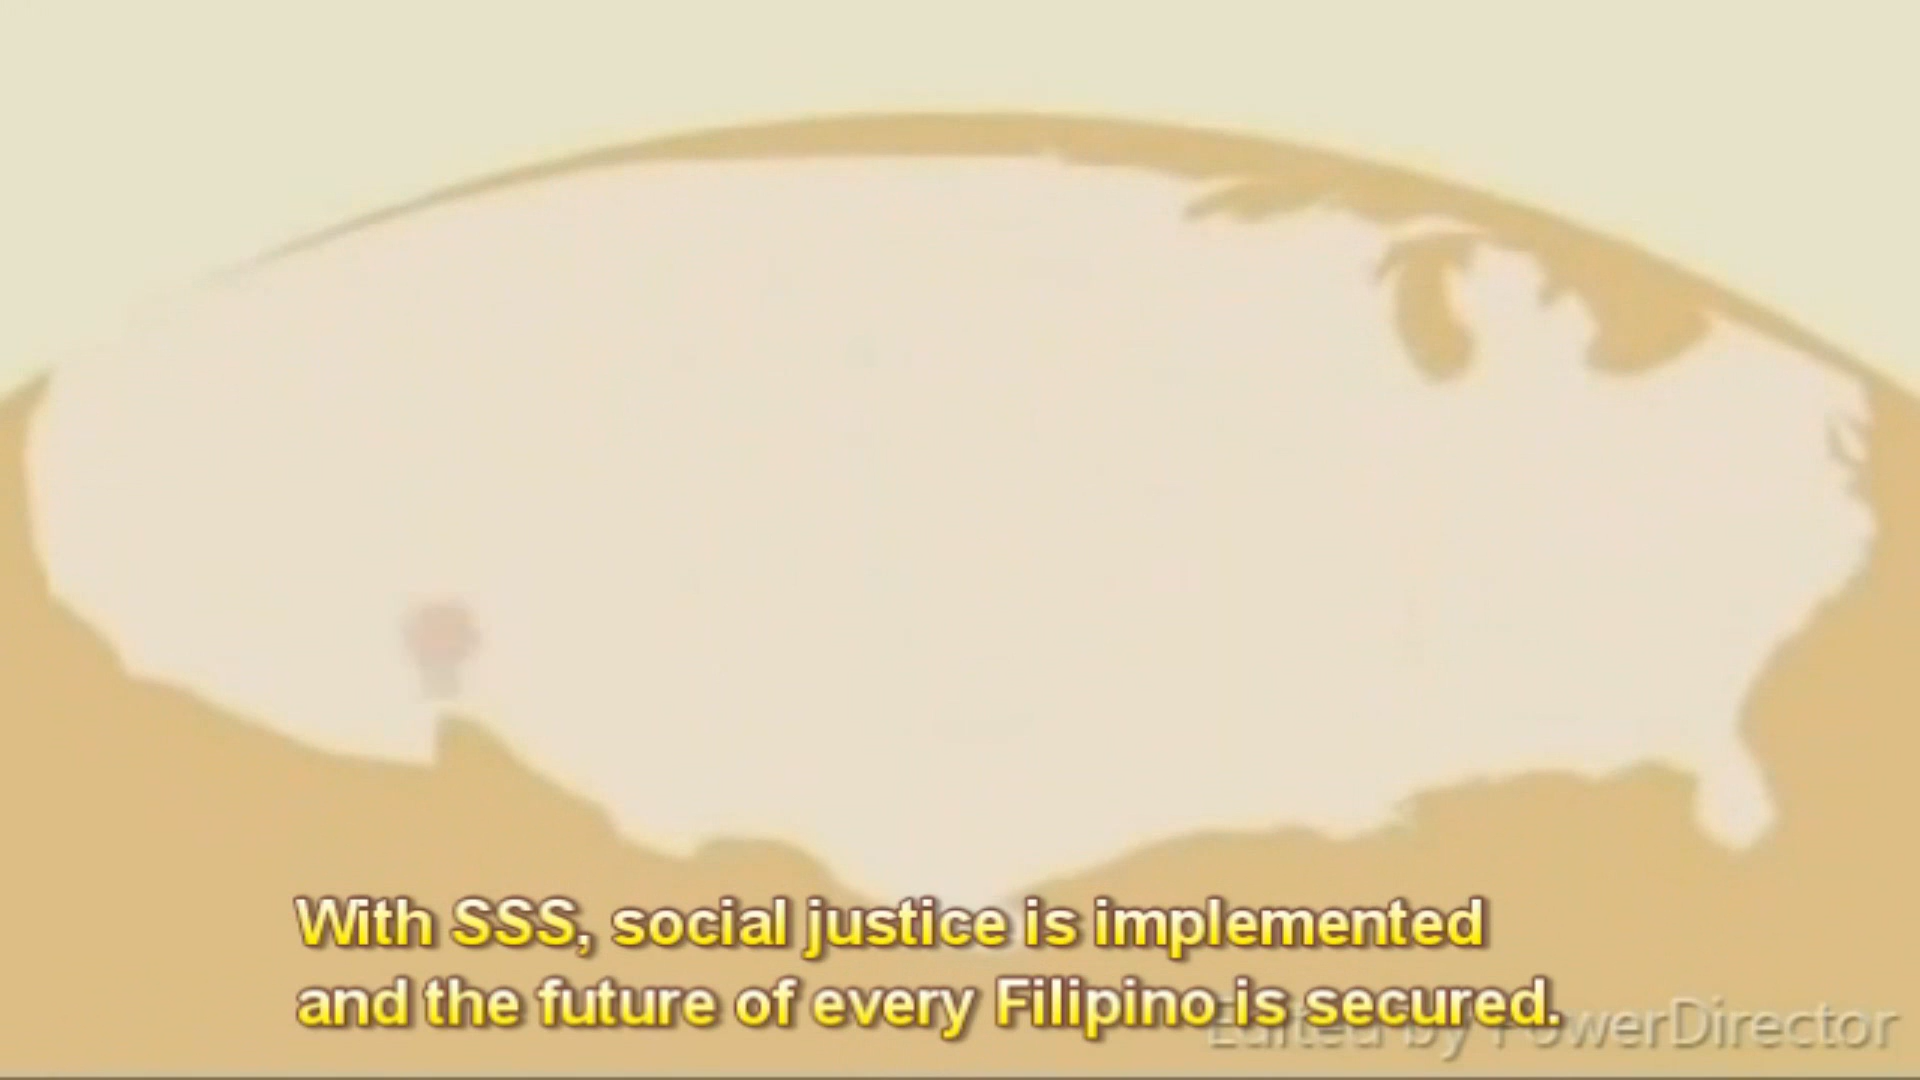 With SSS, social justice is implemented
and the future of every Filipino is secured.
Edited by PowerDirector